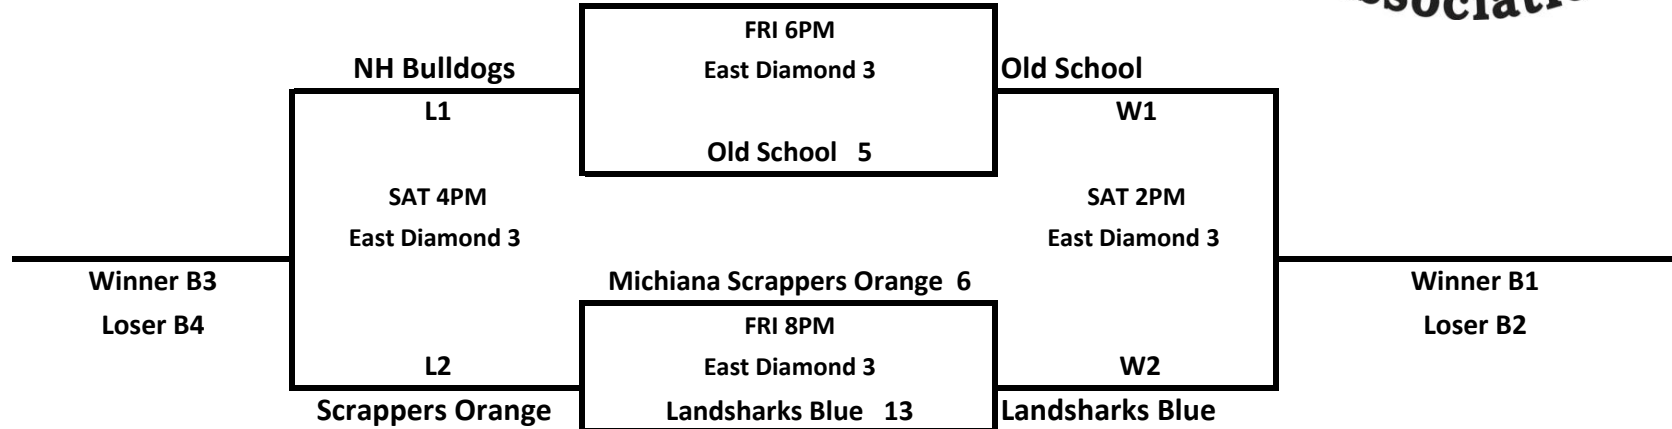 FRI 6PM
NH Bulldogs
East Diamond 3
Old School
L1
W1
Old School 5
SAT 4PM
SAT 2PM
East Diamond 3
East Diamond 3
Winner B3
Michiana Scrappers Orange 6
Winner B1
Loser B4
FRI 8PM
Loser B2
L2
East Diamond 3
W2
Scrappers Orange
Landsharks Blue 13
Landsharks Blue